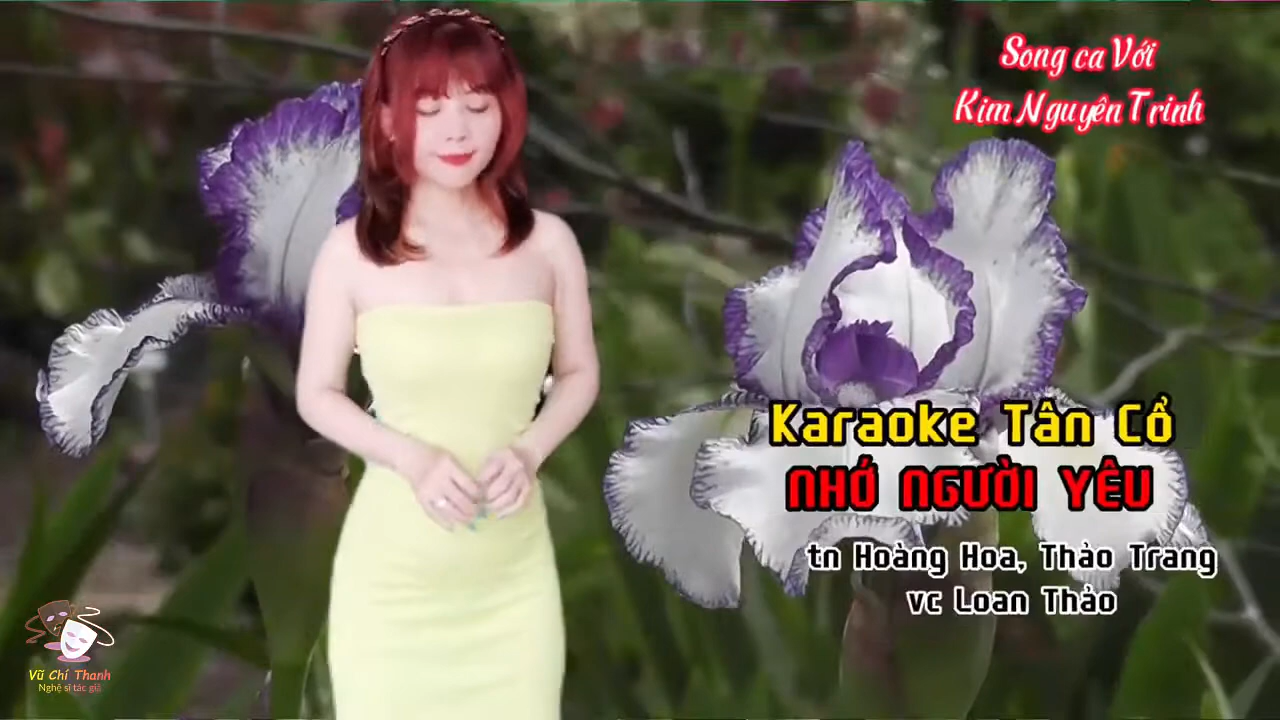 Song ca Với
Kim Nguyên Trinh
Karaoke Tân Cổ
NHỚ NGƯỜI YÊU
tn Hoàng Hoa, Thảo Trang
vc Loan Thảo
Vũ Chí Thanh
Nghệ sĩ tác giả